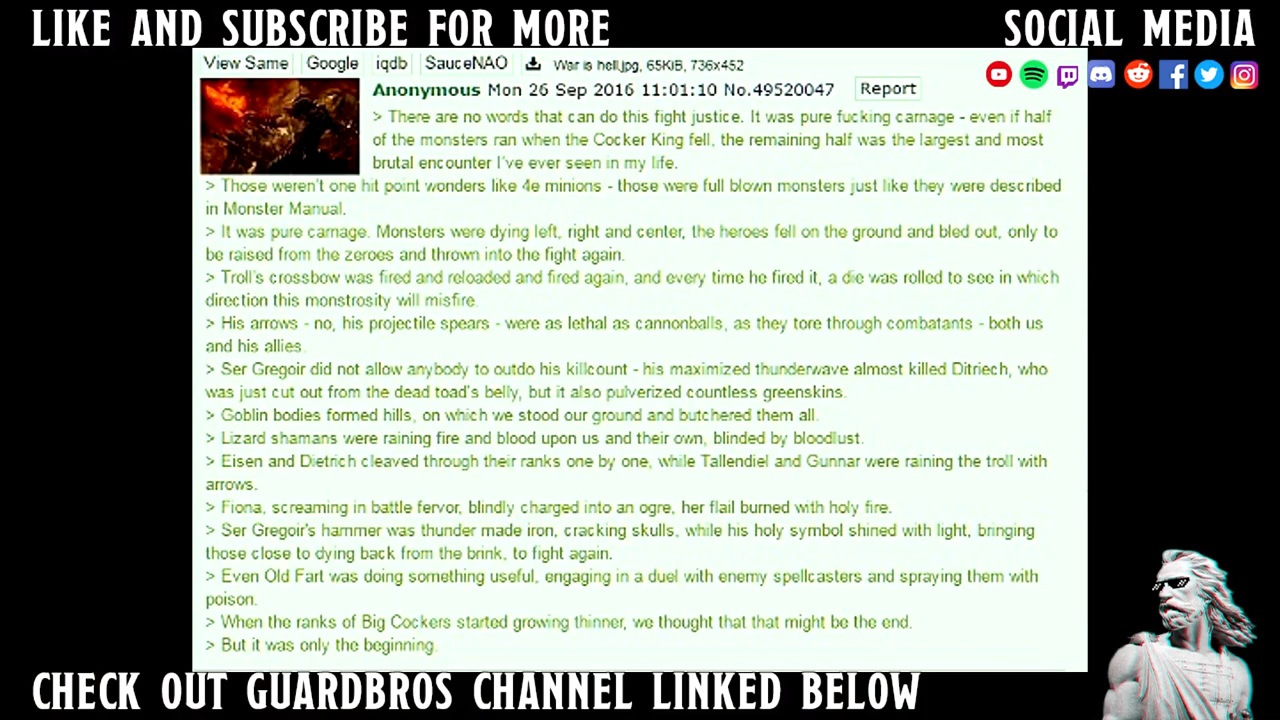 LIKE AND SUBSCRIBE FOR MORE
SOCIAL MEDIA
View Same Google iqdb SauceNAO War is hell.jpg, 65KiB, 736x452
Anonymous Mon 26 Sep 2016 11:01:10 No.49520047 Report
> There are no words that can do this fight justice. It was pure fucking carnage - even if half
of the monsters ran when the Cocker King fell, the remaining half was the largest and most
brutal encounter I've ever seen in my life.
> Those weren't one hit point wonders like 4e minions - those were full blown monsters just like they were described
in Monster Manual.
> It was pure carnage. Monsters were dying left, right and center, the heroes fell on the ground and bled out, only to
be raised from the zeroes and thrown into the fight again.
> Troll's crossbow was fired and reloaded and fired again, and every time he fired it, a die was rolled to see in which
direction this monstrosity will misfire.
> His arrows - no, his projectile spears - were as lethal as cannonballs, as they tore through combatants - both us
and his allies.
> Ser Gregoir did not allow anybody to outdo his killcount - his maximized thunderwave almost killed Ditriech, who
was just cut out from the dead toad's belly, but it also pulverized countless greenskins.
> Goblin bodies formed hills, on which we stood our ground and butchered them all.
> Lizard shamans were raining fire and blood upon us and their own, blinded by bloodlust.
> Eisen and Dietrich cleaved through their ranks one by one, while Tallendiel and Gunnar were raining the troll with
arrows.
> Fiona, screaming in battle fervor, blindly charged into an ogre, her flail burned with holy fire.
> Ser Gregoir's hammer was thunder made iron, cracking skulls, while his holy symbol shined with light, bringing
those close to dying back from the brink, to fight again.
> Even Old Fart was doing something useful, engaging in a duel with enemy spellcasters and spraying them with
poison.
> When the ranks of Big Cockers started growing thinner, we thought that that might be the end.
> But it was only the beginning.
CHECK OUT GUARDBROS CHANNEL LINKED BELOW